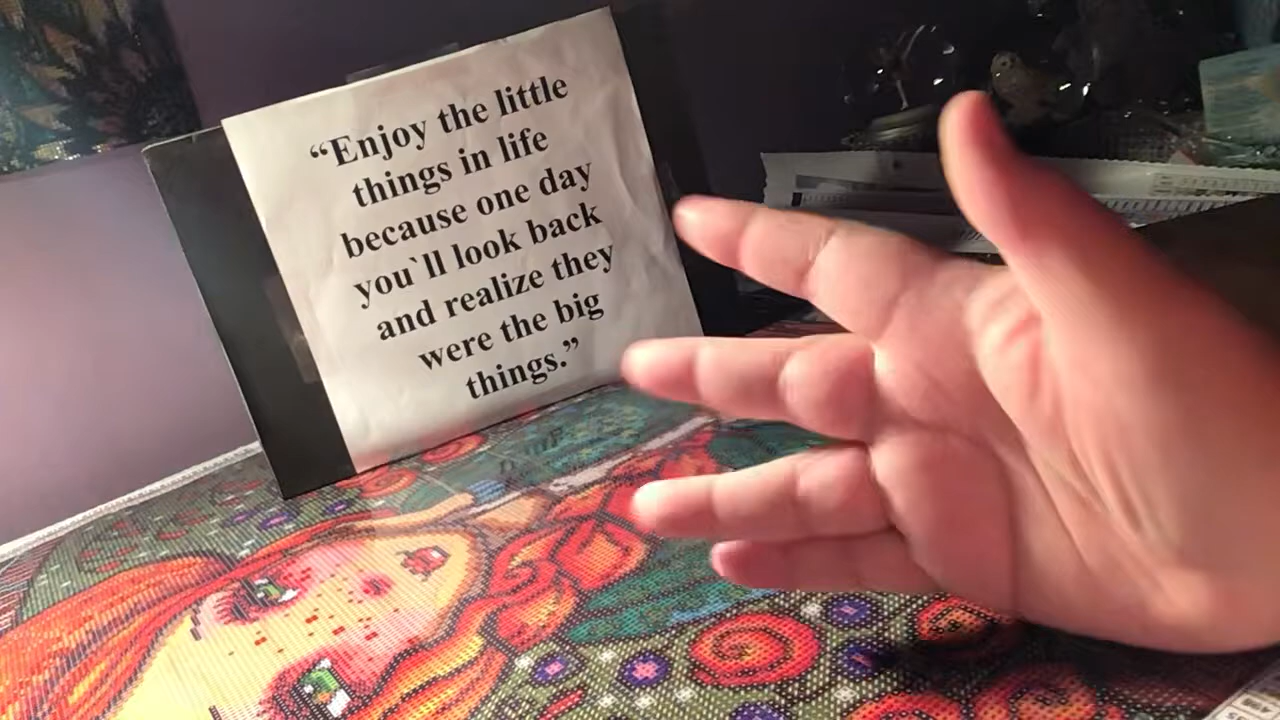 “Enjoy the little
things in life
because one day
you`ll look back
and realize they
were the big
things.”